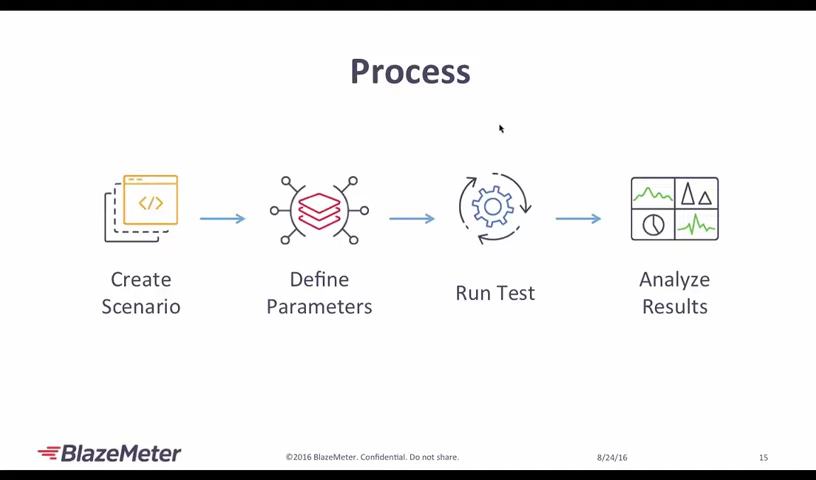 Process
</>
Create
Scenario
Define
Parameters
Run Test
Analyze
Results
BlazeMeter
©2016 BlazeMeter. Confidential. Do not share.
8/24/16
15